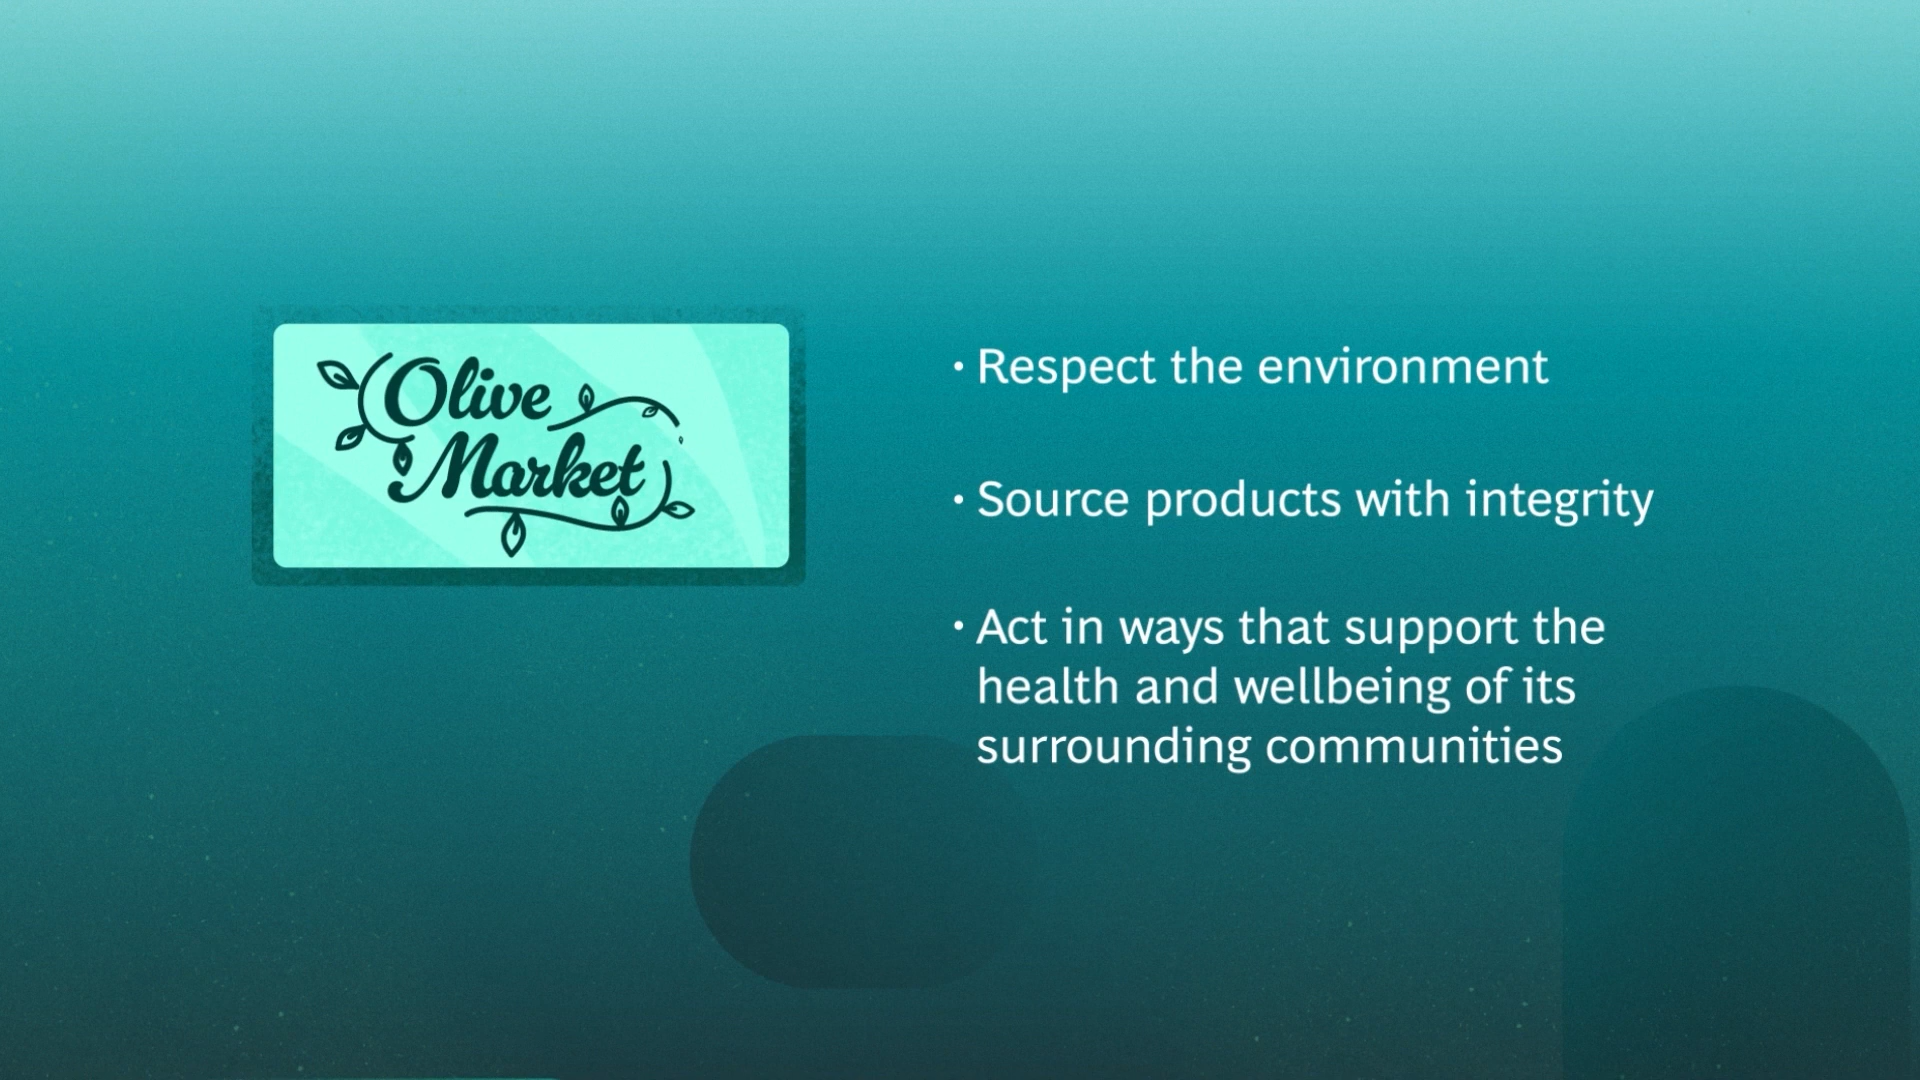 Olive
Market
· Respect the environment
· Source products with integrity
· Act in ways that support the
health and wellbeing of its
surrounding communities